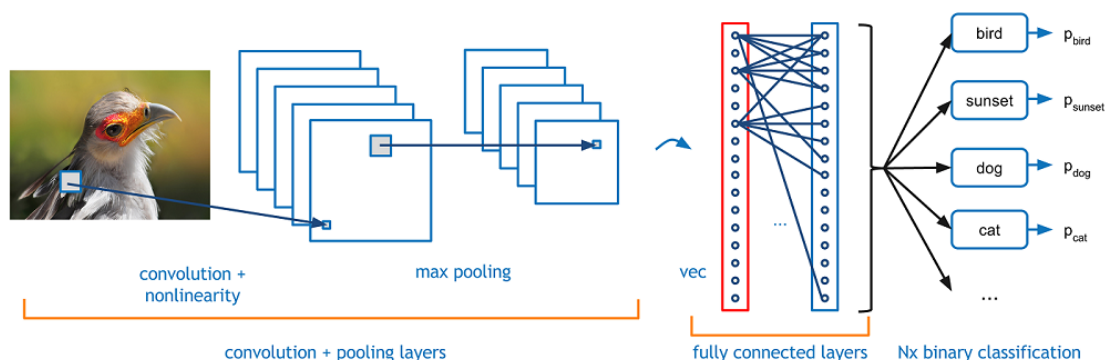 bird
p_bird
sunset
p_sunset
dog
p_dog
cat
p_cat
...
...
convolution +
nonlinearity
max pooling
vec
convolution + pooling layers
fully connected layers
Nx binary classification